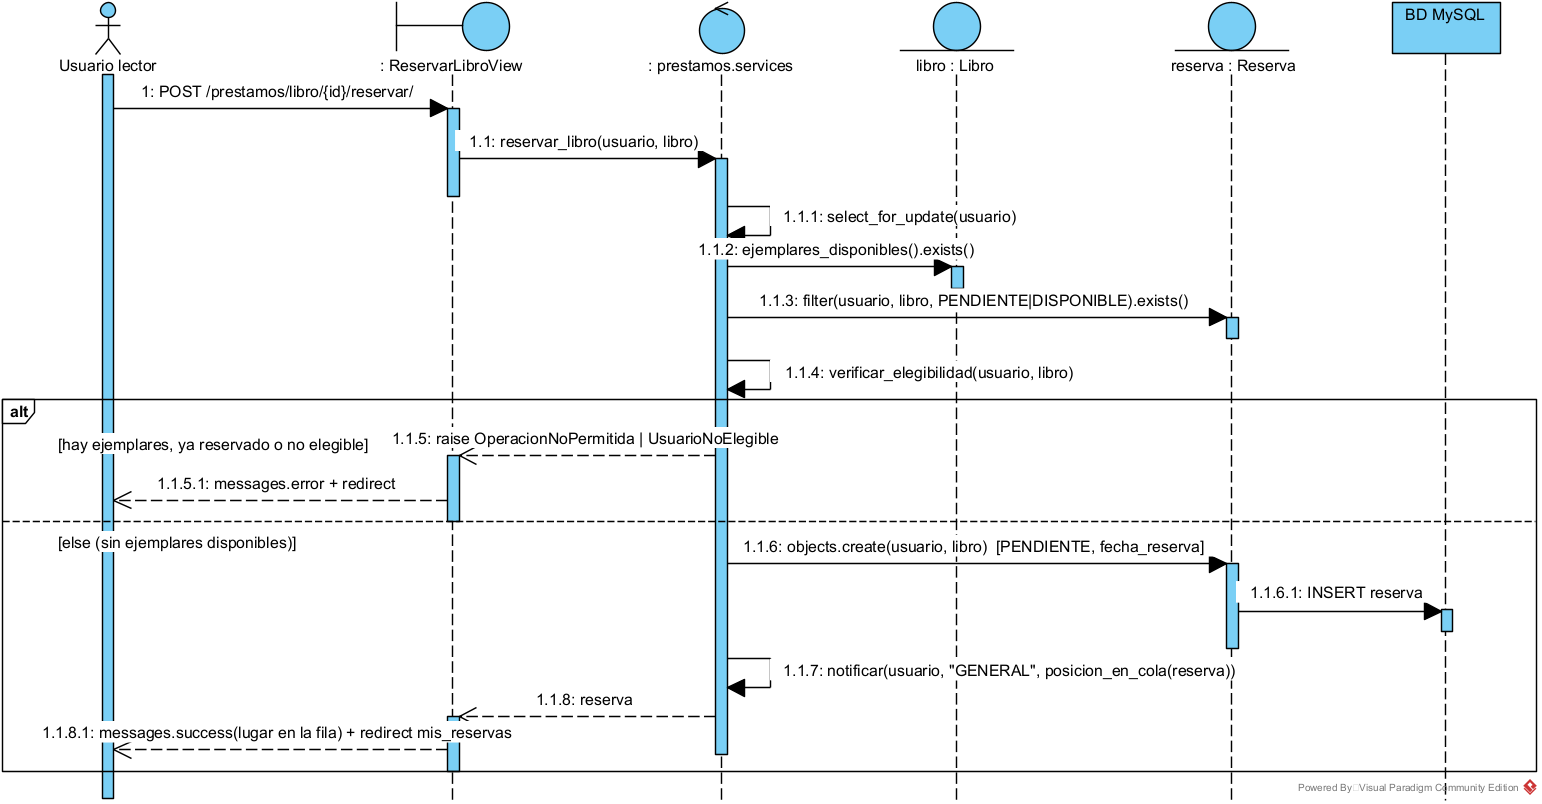 BD MySQL
Usuario lector
: ReservarLibroView
: prestamos.services
libro : Libro
reserva : Reserva
1: POST /prestamos/libro/{id}/reservar/
1.1: reservar_libro(usuario, libro)
1.1.1: select_for_update(usuario)
1.1.2: ejemplares_disponibles().exists()
1.1.3: filter(usuario, libro, PENDIENTE|DISPONIBLE).exists()
1.1.4: verificar_elegibilidad(usuario, libro)
alt
[hay ejemplares, ya reservado o no elegible]
1.1.5: raise OperacionNoPermitida | UsuarioNoElegible
1.1.5.1: messages.error + redirect
[else (sin ejemplares disponibles)]
1.1.6: objects.create(usuario, libro)  [PENDIENTE, fecha_reserva]
1.1.6.1: INSERT reserva
1.1.7: notificar(usuario, "GENERAL", posicion_en_cola(reserva))
1.1.8: reserva
1.1.8.1: messages.success(lugar en la fila) + redirect mis_reservas
Powered By Visual Paradigm Community Edition